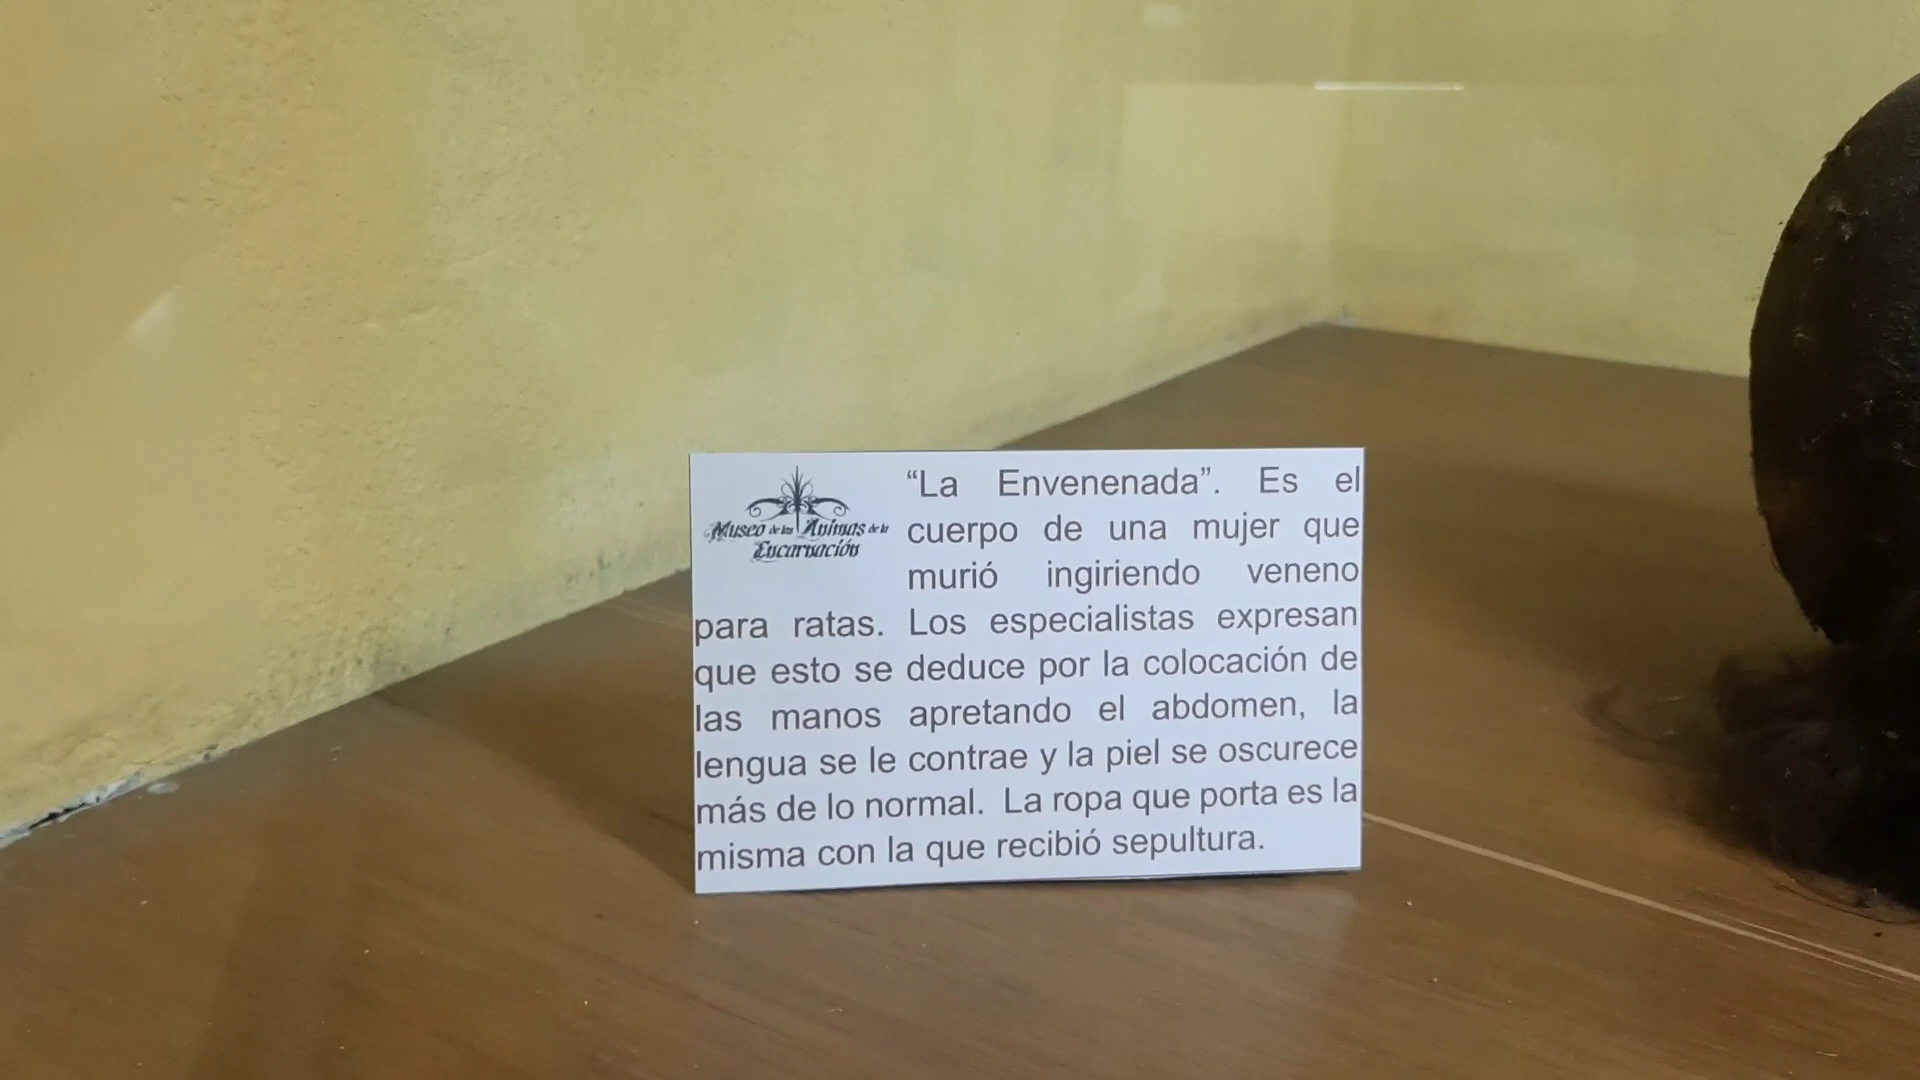 Museo de las Ánimas de la
Encarnación
“La Envenenada”. Es el
cuerpo de una mujer que
murió ingiriendo veneno
para ratas. Los especialistas expresan
que esto se deduce por la colocación de
las manos apretando el abdomen, la
lengua se le contrae y la piel se oscurece
más de lo normal. La ropa que porta es la
misma con la que recibió sepultura.